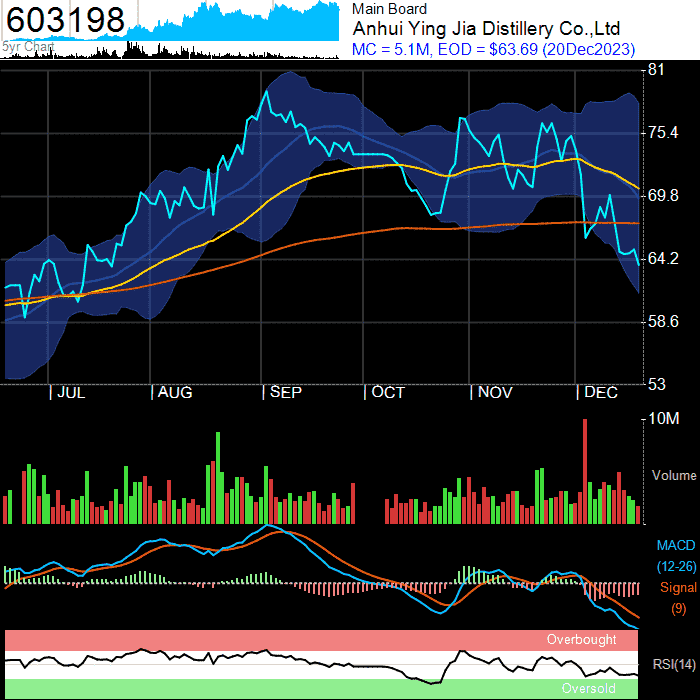 603198
5yr Chart
Main Board
Anhui Ying Jia Distillery Co.,Ltd
MC = 5.1M, EOD = $63.69 (20Dec2023)
81
75.4
69.8
64.2
58.6
53
| JUL | AUG | SEP | OCT | NOV | DEC
10M
Volume
MACD
(12-26)
Signal
(9)
Overbought
RSI(14)
Oversold